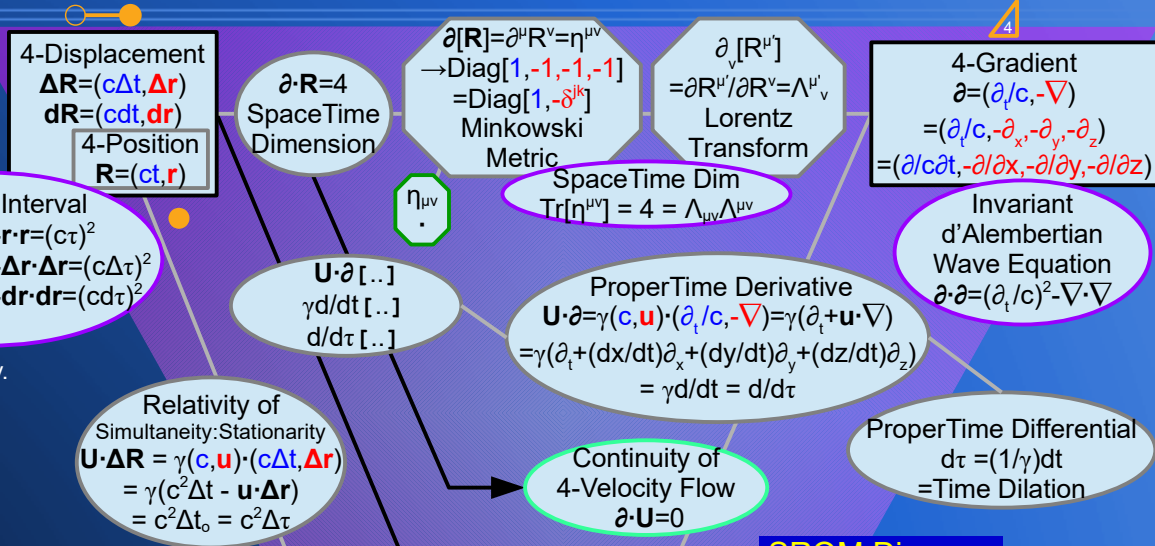 4-Displacement
ΔR=(cΔt,Δr)
dR=(cdt,dr)
4-Position
R=(ct,r)
∂·R=4
SpaceTime
Dimension
∂[R]=∂^μR^ν=η^μν
→Diag[1,-1,-1,-1]
=Diag[1,-δ^jk]
Minkowski
Metric
∂_ν[R^μ']
=∂R^μ'/∂R^ν=Λ^μ'_ν
Lorentz
Transform
4
4-Gradient
∂=(∂_t/c,-∇)
=(∂_t/c,-∂_x,-∂_y,-∂_z)
=(∂/c∂t,-∂/∂x,-∂/∂y,-∂/∂z)
Interval
r·r=(cτ)²
Δr·Δr=(cΔτ)²
dr·dr=(cdτ)²
η_μν
.
SpaceTime Dim
Tr[η^μν] = 4 = Λ_μνΛ^μν
Invariant
d'Alembertian
Wave Equation
∂·∂=(∂_t/c)²-∇·∇
U·∂[..]
γd/dt[..]
d/dτ[..]
ProperTime Derivative
U·∂=γ(c,u)·(∂_t/c,-∇)=γ(∂_t+u·∇)
=γ(∂_t+(dx/dt)∂_x+(dy/dt)∂_y+(dz/dt)∂_z)
= γd/dt = d/dτ
Relativity of
Simultaneity:Stationarity
U·ΔR = γ(c,u)·(cΔt,Δr)
= γ(c²Δt - u·Δr)
= c²Δt_o = c²Δτ
Continuity of
4-Velocity Flow
∂·U=0
ProperTime Differential
dτ =(1/γ)dt
=Time Dilation